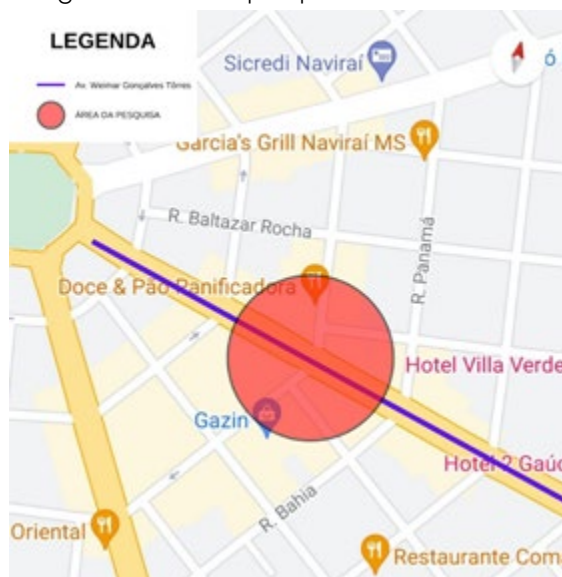 LEGENDA
Av. Weimar Gonçalves Tôrres
ÁREA DA PESQUISA
Sicredi Naviraí
ó
Garcia's Grill Naviraí MS
R. Baltazar Rocha
R. Panamá
Doce & Pão Panificadora
Hotel Villa Verde
Gazin
Hotel 2 Gaúc
R. Bahia
Oriental
Restaurante Com